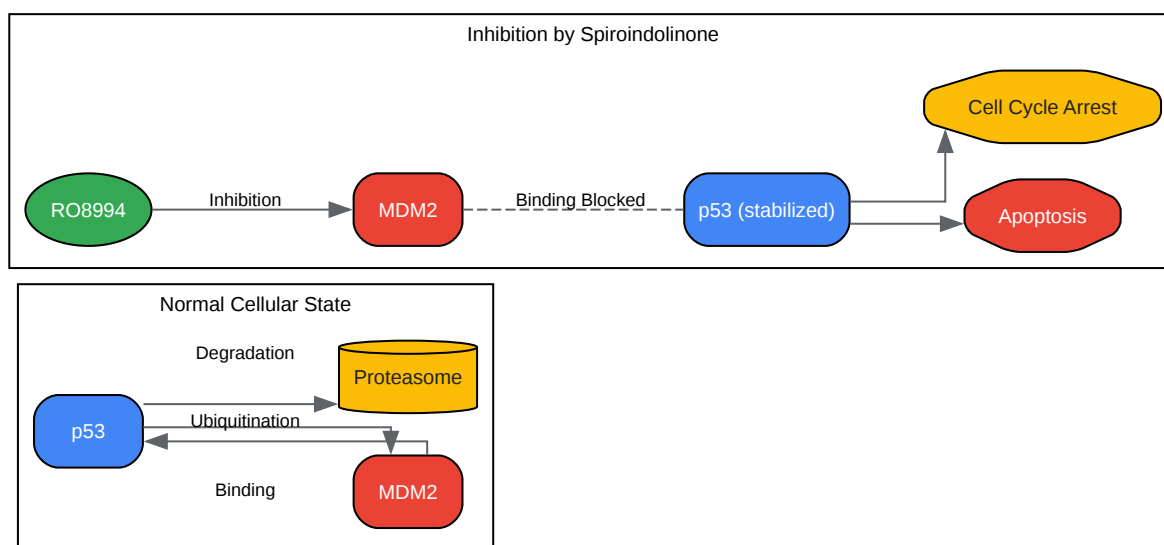 Inhibition by Spiroindolinone
Cell Cycle Arrest
RO8994
Inhibition
MDM2
Binding Blocked
p53 (stabilized)
Apoptosis
Normal Cellular State
Degradation
Proteasome
p53
Ubiquitination
Binding
MDM2